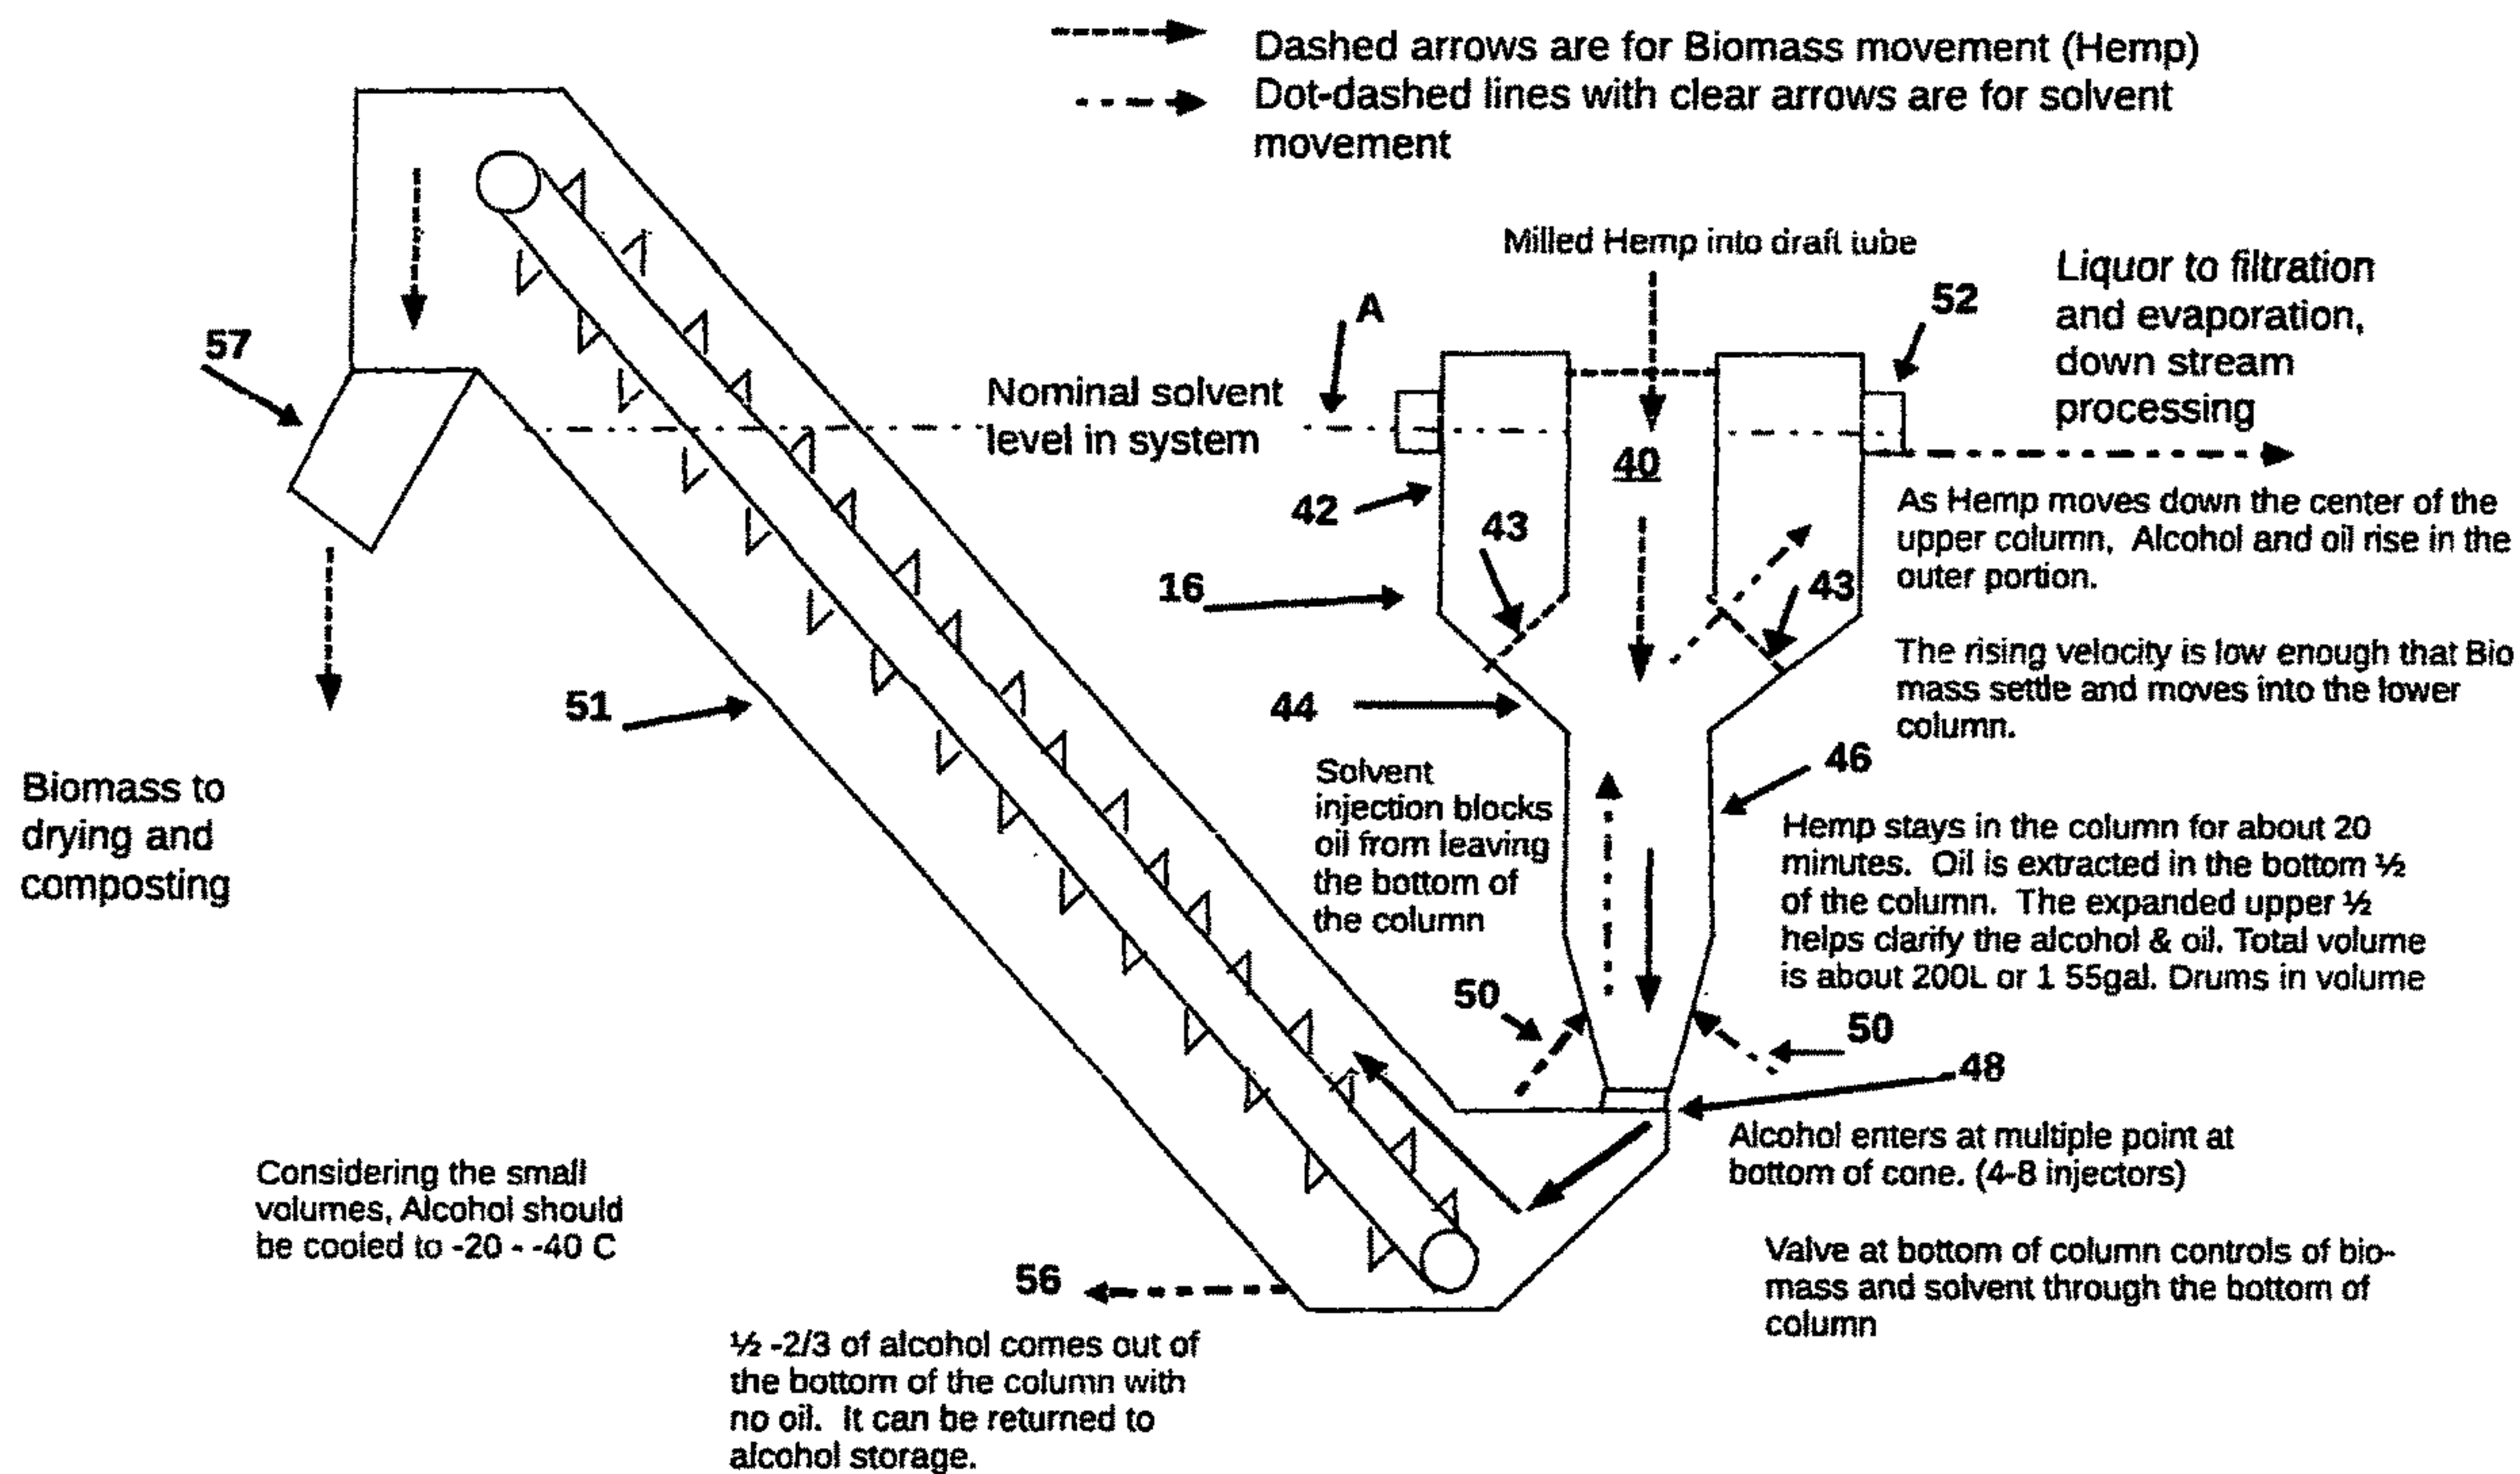 Dashed arrows are for Biomass movement (Hemp)
Dot-dashed lines with clear arrows are for solvent
movement
Milled Hemp into draft tube
Liquor to filtration
and evaporation,
down stream
processing
52
A
57
Nominal solvent
level in system
40
42
43
As Hemp moves down the center of the
upper column, Alcohol and oil rise in the
outer portion.
16
43
The rising velocity is low enough that Bio
mass settle and moves into the lower
column.
51
44
46
Solvent
injection blocks
oil from leaving
the bottom of
the column
Biomass to
drying and
composting
Hemp stays in the column for about 20
minutes. Oil is extracted in the bottom ½
of the column. The expanded upper ½
helps clarify the alcohol & oil. Total volume
is about 200L or 1 55gal. Drums in volume
50
50
48
Alcohol enters at multiple point at
bottom of cone. (4-8 injectors)
Considering the small
volumes, Alcohol should
be cooled to -20 - -40 C
Valve at bottom of column controls of bio-
mass and solvent through the bottom of
column
56
½ -2/3 of alcohol comes out of
the bottom of the column with
no oil. It can be returned to
alcohol storage.